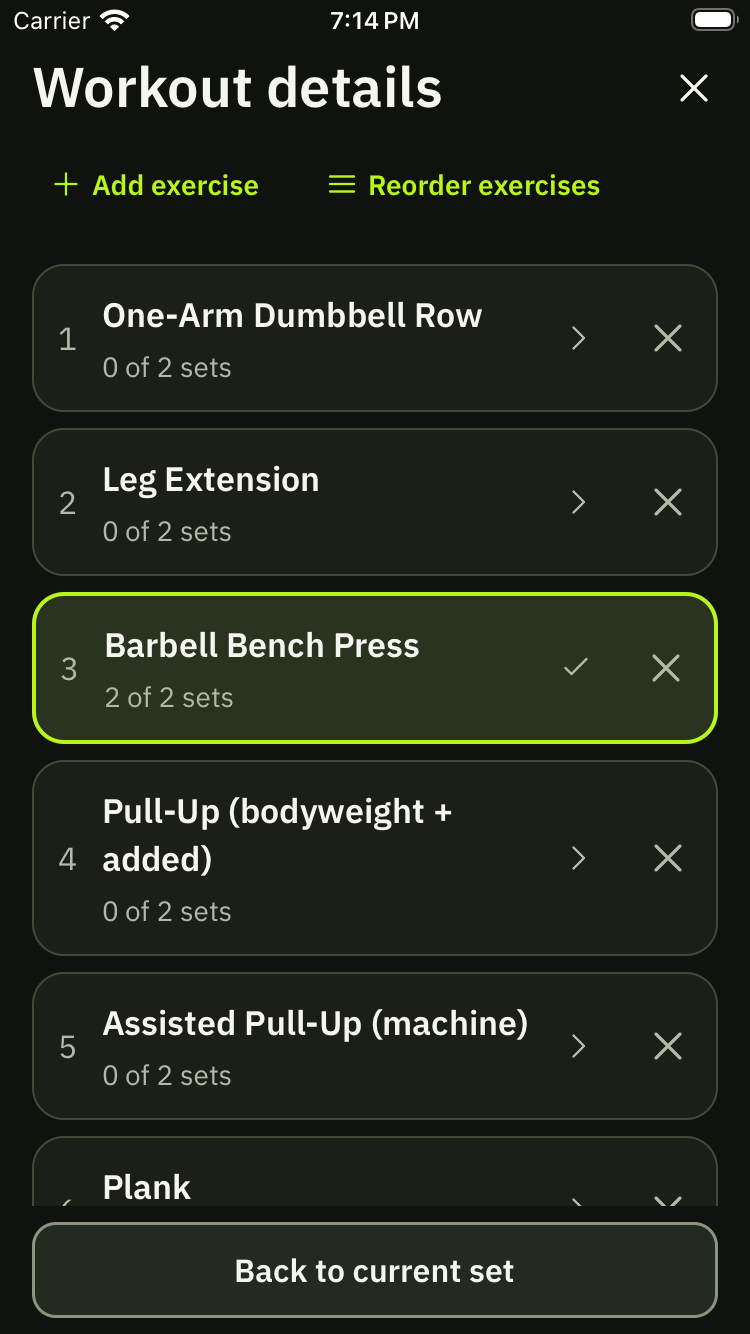 Carrier 7:14 PM
Workout details
Add exercise Reorder exercises
1 One-Arm Dumbbell Row
0 of 2 sets
2 Leg Extension
0 of 2 sets
3 Barbell Bench Press
2 of 2 sets
4 Pull-Up (bodyweight +
added)
0 of 2 sets
5 Assisted Pull-Up (machine)
0 of 2 sets
Plank
Back to current set